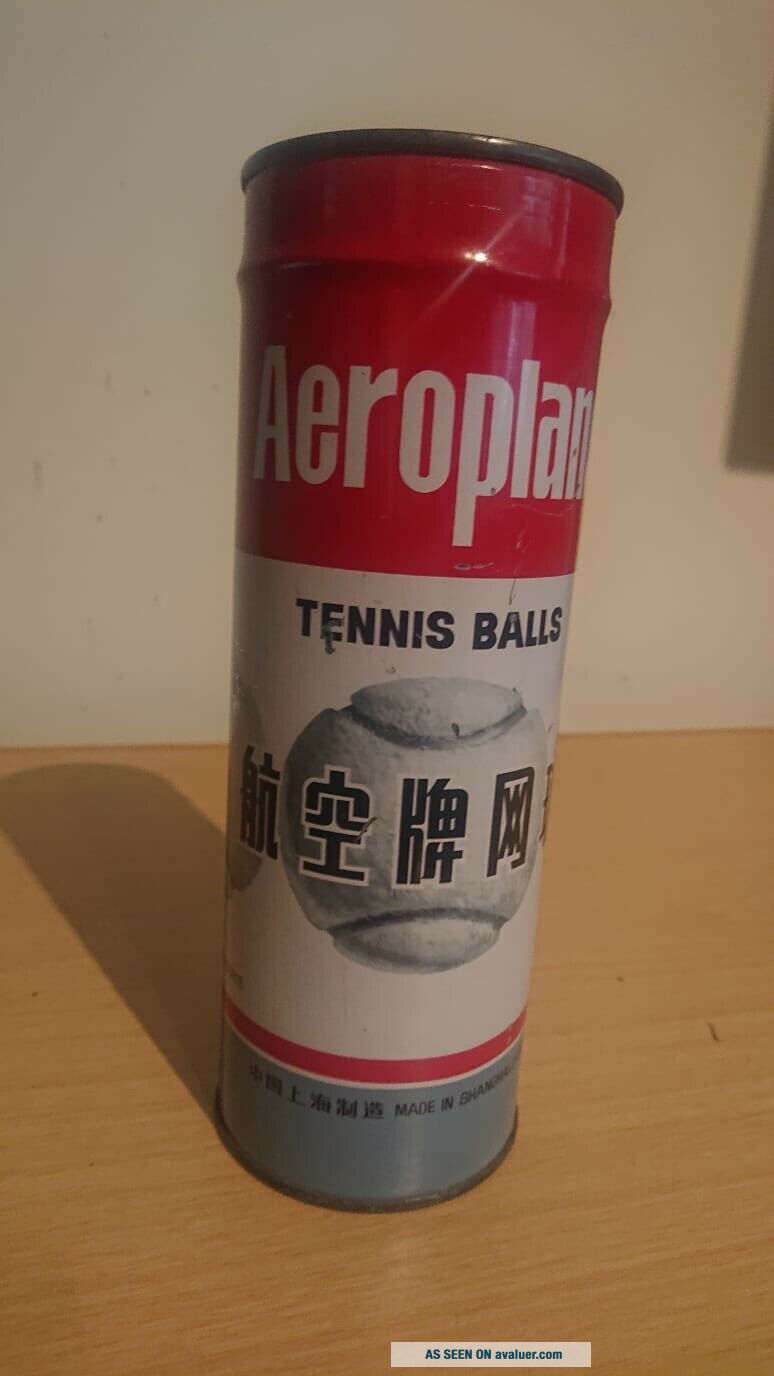 Aeroplan
TENNIS BALLS
航空牌网
中国上海制造 MADE IN SHANGHAI
AS SEEN ON avaluer.com